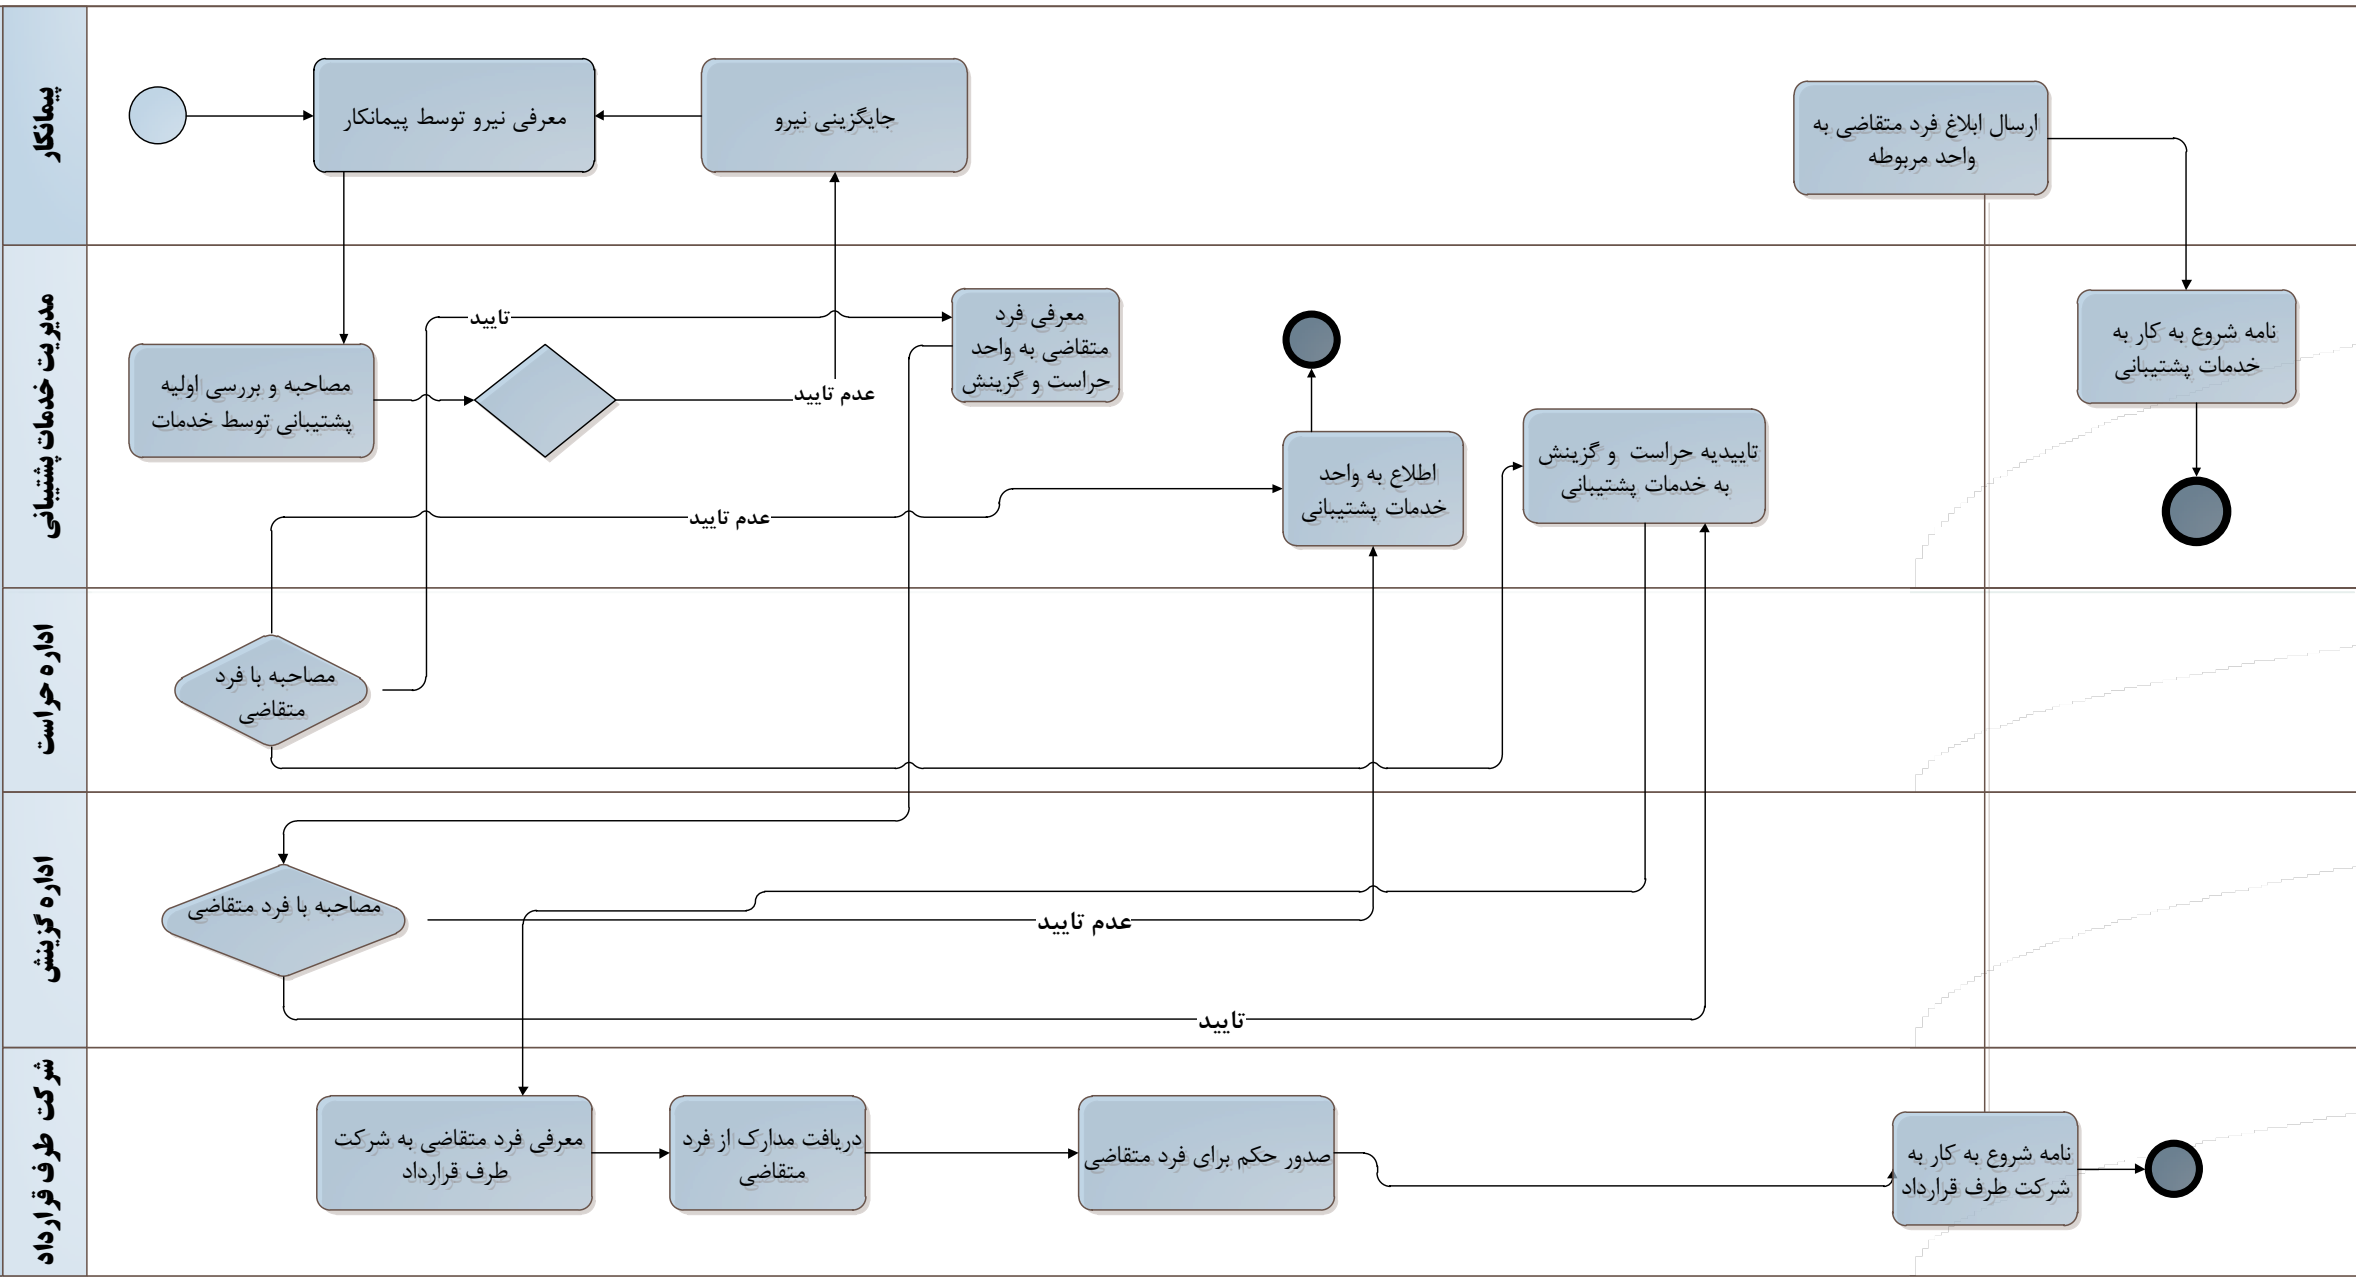 پیمانکار
معرفی نیرو توسط پیمانکار
جایگزینی نیرو
ارسال ابلاغ فرد متقاضی به
واحد مربوطه
مدیریت خدمات پشتیبانی
مصاحبه و بررسی اولیه
پشتیبانی توسط خدمات
تایید
عدم تایید
معرفی فرد
متقاضی به واحد
حراست و گزینش
عدم تایید
اطلاع به واحد
خدمات پشتیبانی
تاییدیه حراست و گزینش
به خدمات پشتیبانی
نامه شروع به کار به
خدمات پشتیبانی
اداره حراست
مصاحبه با فرد
متقاضی
اداره گزینش
مصاحبه با فرد متقاضی
عدم تایید
تایید
شرکت طرف قرارداد
معرفی فرد متقاضی به شرکت
طرف قرارداد
دریافت مدارک از فرد
متقاضی
صدور حکم برای فرد متقاضی
نامه شروع به کار به
شرکت طرف قرارداد